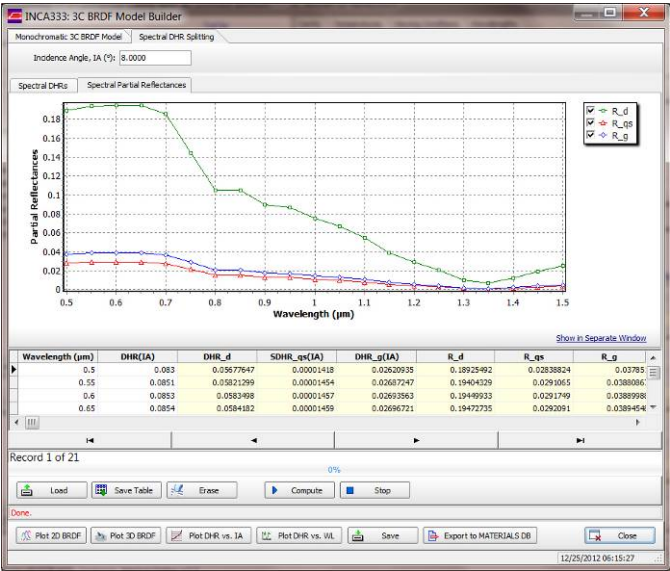 INCA333: 3C BRDF Model Builder
Monochromatic 3C BRDF Model Spectral DHR Splitting
Incidence Angle, IA (°): 8.0000
Spectral DHRs Spectral Partial Reflectances
R_d
R_qs
R_g
Partial Reflectances
0.18
0.16
0.14
0.12
0.1
0.08
0.06
0.04
0.02
0
0.5 0.6 0.7 0.8 0.9 1 1.1 1.2 1.3 1.4 1.5
Wavelength (µm)
Show in Separate Window
Wavelength (µm) DHR(IA) DHR_d SDHR_qs(IA) DHR_g(IA) R_d R_qs R_g
0.5 0.083 0.05677647 0.00001418 0.02620935 0.18925492 0.02838824 0.03785
0.55 0.0851 0.05821299 0.00001454 0.02687247 0.19404329 0.0291065 0.0388086
0.6 0.0853 0.0583498 0.00001457 0.02693563 0.19449933 0.0291749 0.0388998
0.65 0.0854 0.0584182 0.00001459 0.02696721 0.19472735 0.0292091 0.0389454
Record 1 of 21
0%
Load Save Table Erase Compute Stop
Done.
Plot 2D BRDF Plot 3D BRDF Plot DHR vs. IA Plot DHR vs. WL Save Export to MATERIALS DB Close
12/25/2012 06:15:27